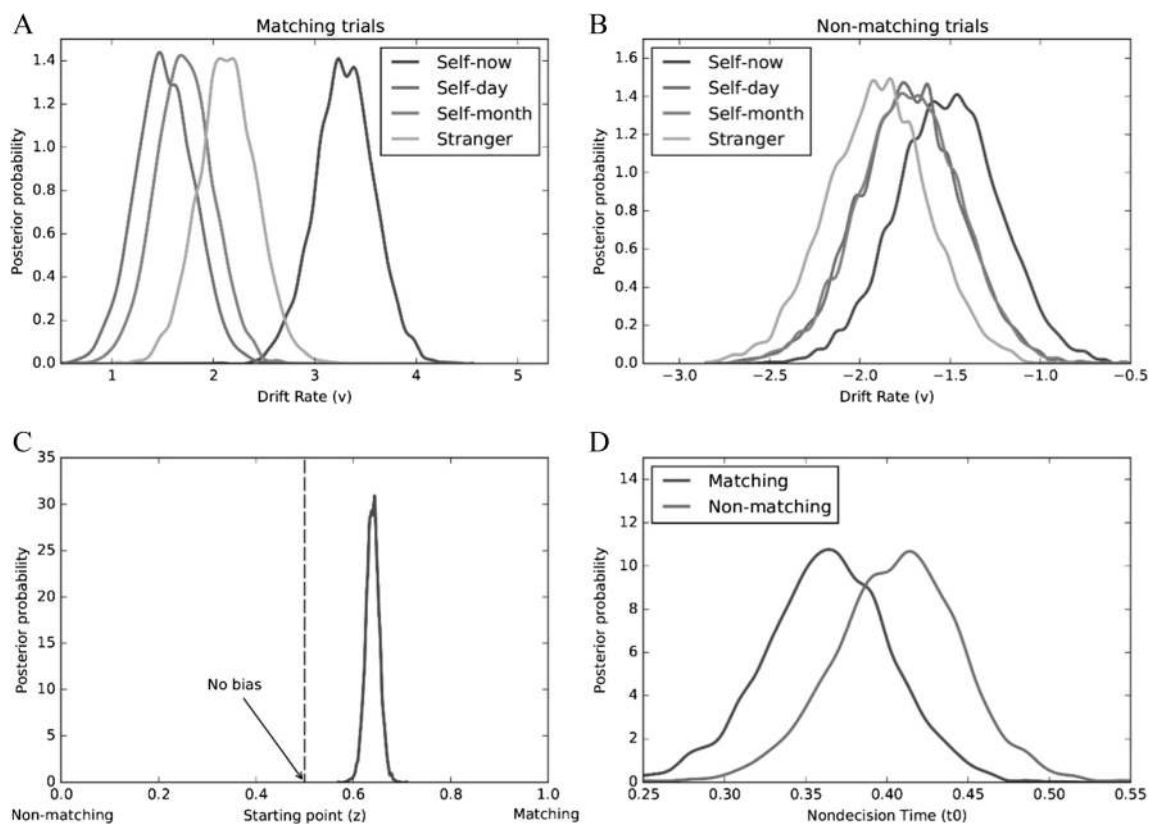 A
Matching trials
Self-now
Self-day
Self-month
Stranger
Posterior probability
1.4
1.2
1.0
0.8
0.6
0.4
0.2
0.0
1 2 3 4 5
Drift Rate (v)
B
Non-matching trials
Self-now
Self-day
Self-month
Stranger
Posterior probability
1.6
1.4
1.2
1.0
0.8
0.6
0.4
0.2
0.0
−3.0 −2.5 −2.0 −1.5 −1.0 −0.5
Drift Rate (v)
C
Posterior probability
35
30
25
20
15
10
5
0
No bias
0.0 0.2 0.4 0.6 0.8 1.0
Non-matching Starting point (z) Matching
D
Matching
Non-matching
Posterior probability
14
12
10
8
6
4
2
0
0.25 0.30 0.35 0.40 0.45 0.50 0.55
Nondecision Time (t0)